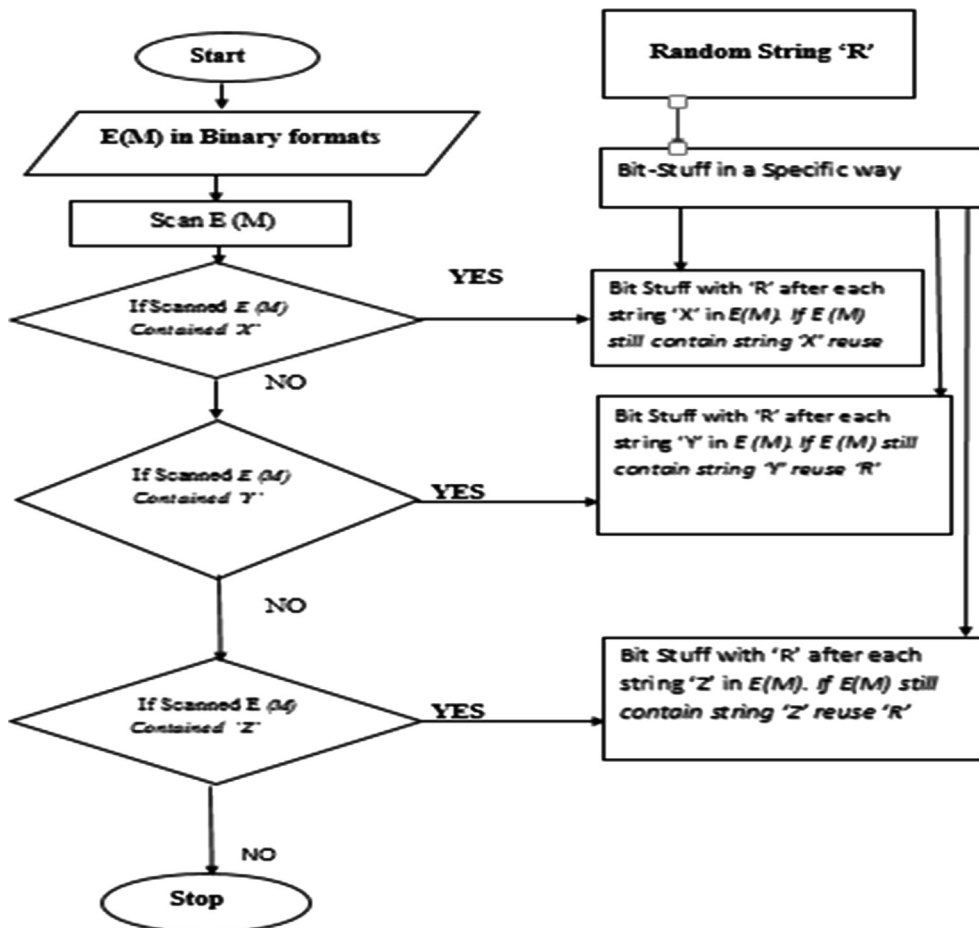 Start
E(M) in Binary formats
Scan E (M)
If Scanned E (M)
Contained 'X'
YES
NO
If Scanned E (M)
Contained 'Y'
YES
NO
If Scanned E (M)
Contained 'Z'
YES
NO
Stop
Random String ‘R’
Bit-Stuff in a Specific way
Bit Stuff with ‘R’ after each
string ‘X’ in E(M). If E (M)
still contain string ‘X’ reuse
Bit Stuff with ‘R’ after each
string ‘Y’ in E (M). If E (M) still
contain string ‘Y’ reuse ‘R’
Bit Stuff with ‘R’ after each
string ‘Z’ in E(M). If E(M) still
contain string ‘Z’ reuse ‘R’